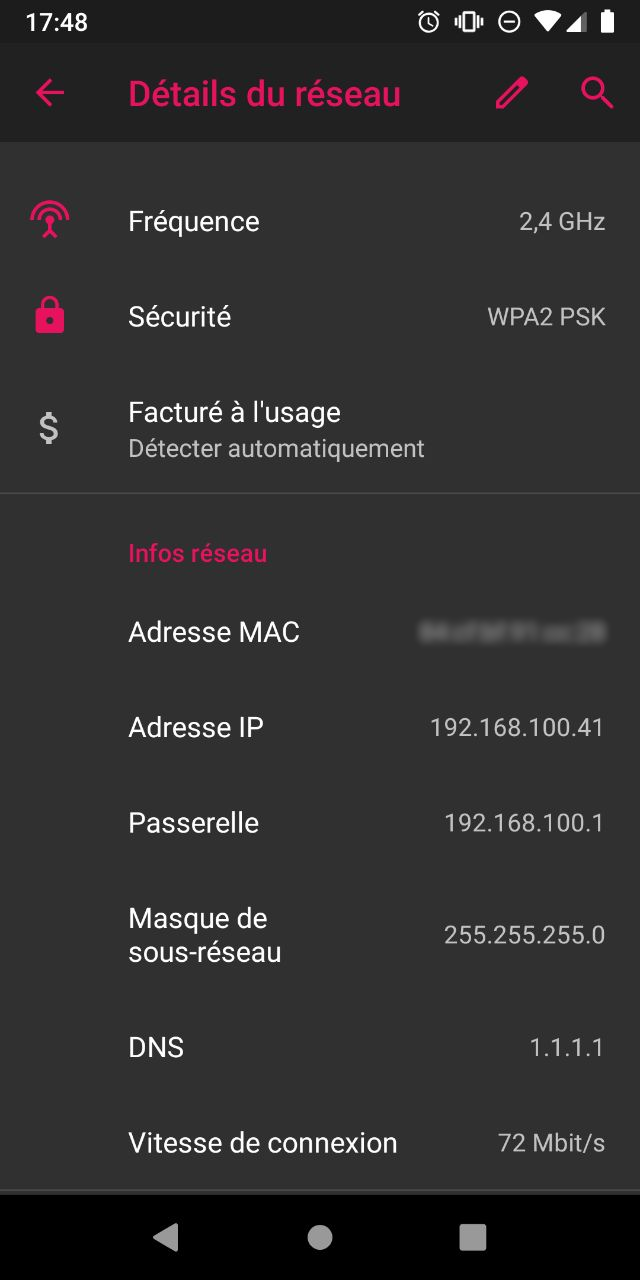 17:48
Détails du réseau
Fréquence 2,4 GHz
Sécurité WPA2 PSK
$ Facturé à l'usage
Détecter automatiquement
Infos réseau
Adresse MAC
Adresse IP 192.168.100.41
Passerelle 192.168.100.1
Masque de
sous-réseau 255.255.255.0
DNS 1.1.1.1
Vitesse de connexion 72 Mbit/s